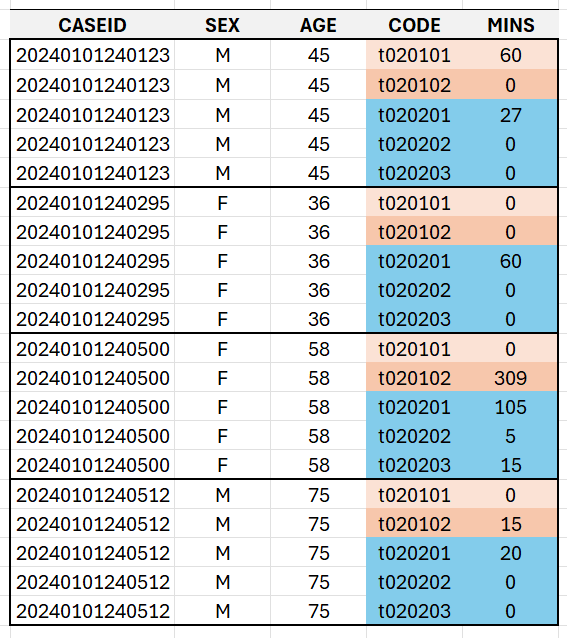 CASEID SEX AGE CODE MINS
20240101240123 M 45 t020101 60
20240101240123 M 45 t020102 0
20240101240123 M 45 t020201 27
20240101240123 M 45 t020202 0
20240101240123 M 45 t020203 0
20240101240295 F 36 t020101 0
20240101240295 F 36 t020102 0
20240101240295 F 36 t020201 60
20240101240295 F 36 t020202 0
20240101240295 F 36 t020203 0
20240101240500 F 58 t020101 0
20240101240500 F 58 t020102 309
20240101240500 F 58 t020201 105
20240101240500 F 58 t020202 5
20240101240500 F 58 t020203 15
20240101240512 M 75 t020101 0
20240101240512 M 75 t020102 15
20240101240512 M 75 t020201 20
20240101240512 M 75 t020202 0
20240101240512 M 75 t020203 0